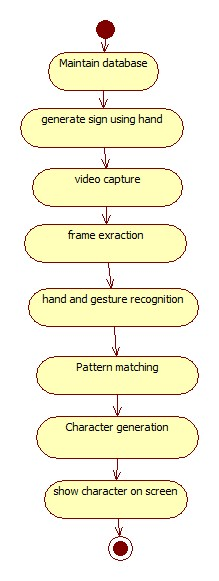 Maintain database
generate sign using hand
video capture
frame exraction
hand and gesture recognition
Pattern matching
Character generation
show character on screen